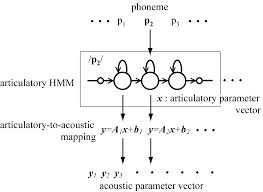 phoneme
• • • p₁ p₂ p₃ • • •
/p₂/
articulatory HMM
• • •
x : articulatory parameter vector
articulatory-to-acoustic mapping
y=A₁x+b₁ y=A₂x+b₂ • • • •
y₁ y₂ y₃ • • • • • •
acoustic parameter vector